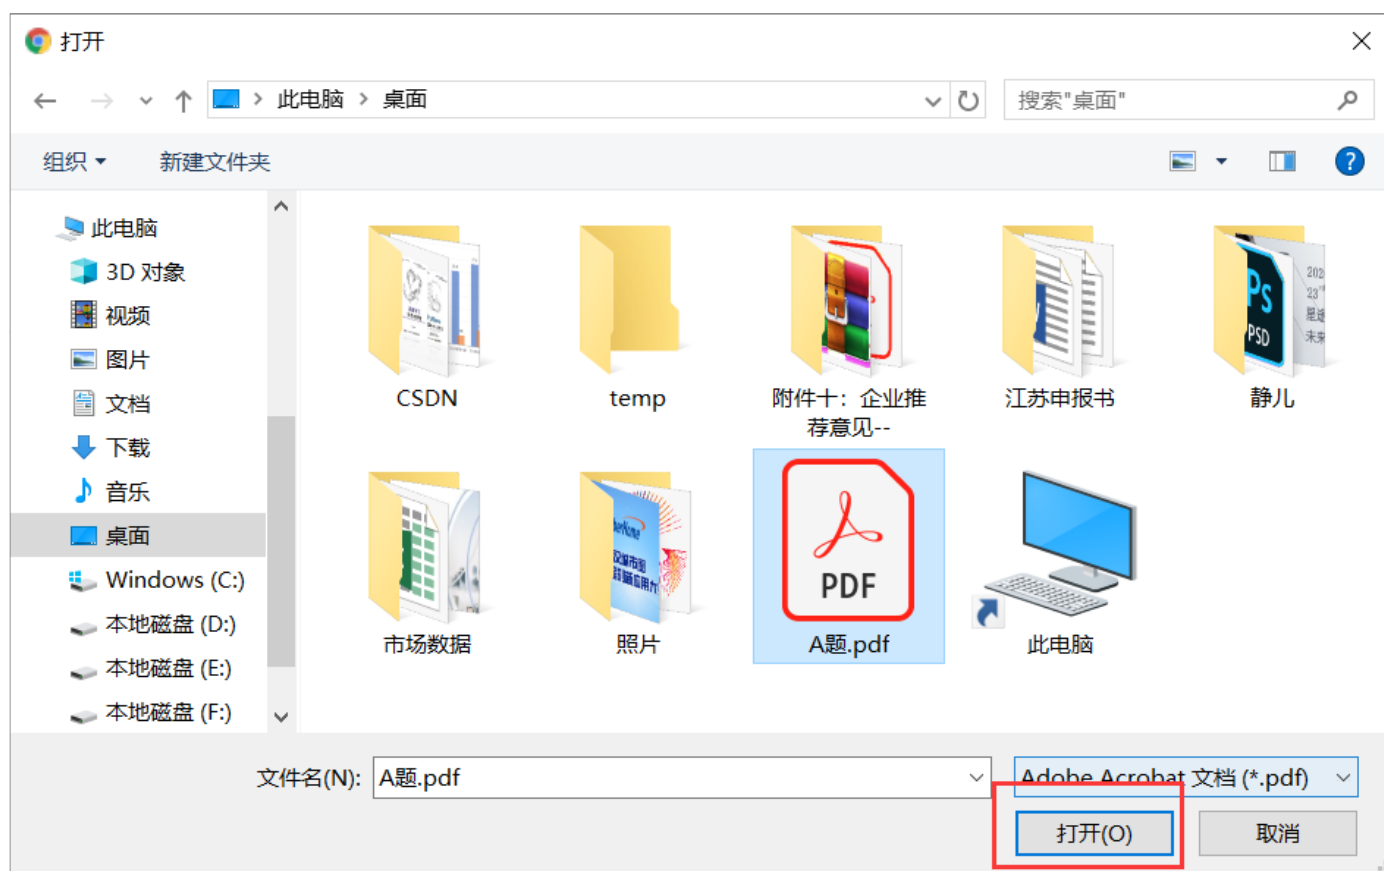 打开
此电脑 桌面
搜索"桌面"
组织 新建文件夹
此电脑
3D 对象
视频
图片
文档
下载
音乐
桌面
Windows (C:)
本地磁盘 (D:)
本地磁盘 (E:)
本地磁盘 (F:)
CSDN
temp
附件十：企业推
荐意见--
江苏申报书
Ps
PSD
静儿
市场数据
照片
PDF
A题.pdf
此电脑
文件名(N): A题.pdf
Adobe Acrobat 文档 (*.pdf)
打开(O) 取消